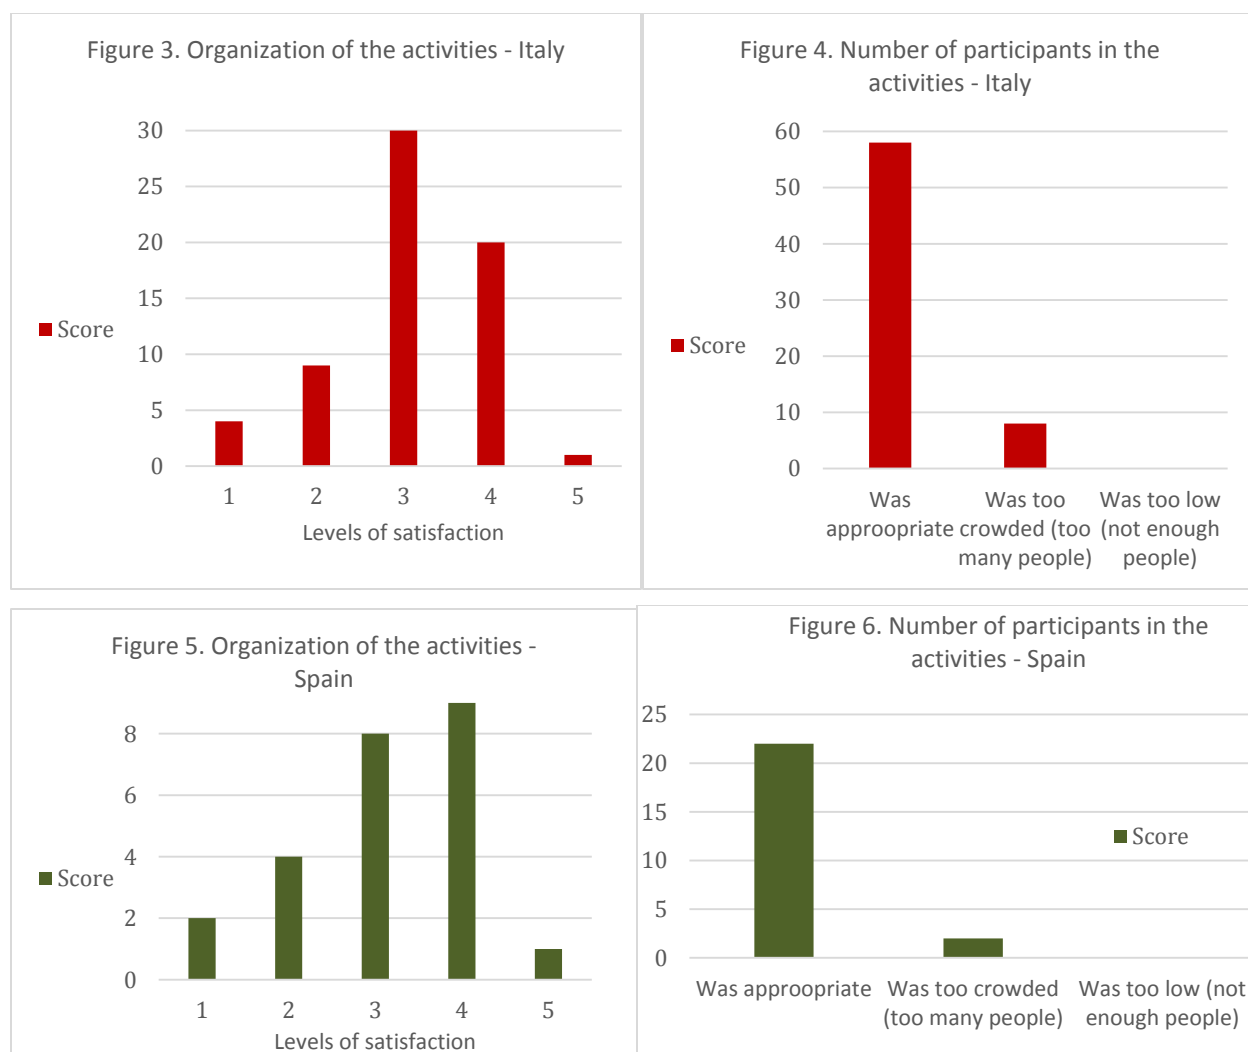 Figure 3. Organization of the activities - Italy
30
25
20
15
10
5
0
Score
1 2 3 4 5
Levels of satisfaction
Figure 4. Number of participants in the
activities - Italy
60
50
40
30
20
10
0
Score
Was
approopriate
Was too
crowded (too
many people)
Was too low
(not enough
people)
Figure 5. Organization of the activities -
Spain
8
6
4
2
0
Score
1 2 3 4 5
Levels of satisfaction
Figure 6. Number of participants in the
activities - Spain
25
20
15
10
5
0
Score
Was approopriate
Was too crowded
(too many people)
Was too low (not
enough people)